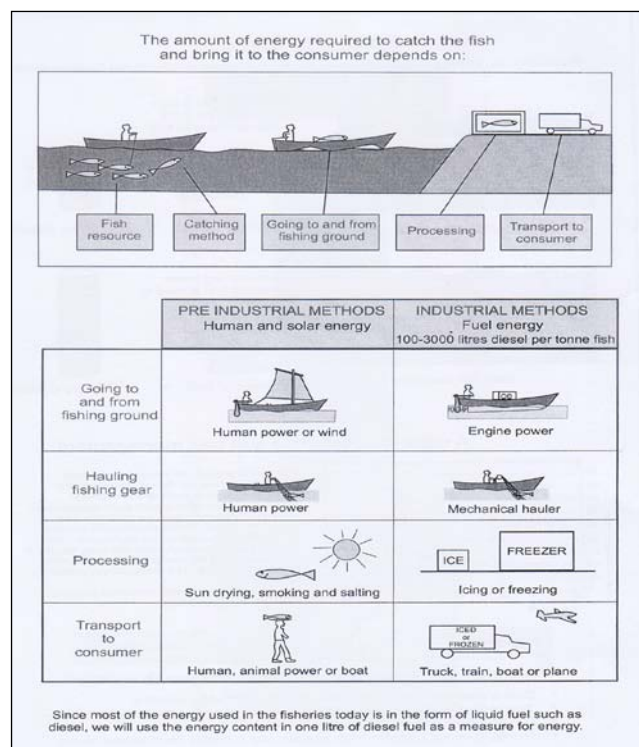 The amount of energy required to catch the fish
and bring it to the consumer depends on:
Fish
resource
Catching
method
Going to and from
fishing ground
Processing
Transport to
consumer
PRE INDUSTRIAL METHODS
Human and solar energy
INDUSTRIAL METHODS
Fuel energy
100-3000 litres diesel per tonne fish
Going to
and from
fishing ground
Human power or wind
ICE
Engine power
Hauling
fishing gear
Human power
Mechanical hauler
Processing
Sun drying, smoking and salting
ICE
FREEZER
Icing or freezing
Transport
to
consumer
Human, animal power or boat
ICED
or
FROZEN
Truck, train, boat or plane
Since most of the energy used in the fisheries today is in the form of liquid fuel such as
diesel, we will use the energy content in one litre of diesel fuel as a measure for energy.